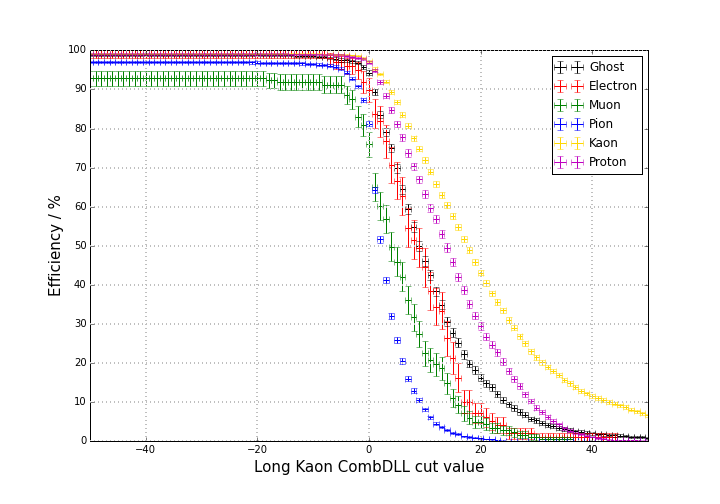 100
90
80
70
60
50
40
30
20
10
0
Efficiency / %
−40
−20
0
20
40
Long Kaon CombDLL cut value
Ghost
Electron
Muon
Pion
Kaon
Proton